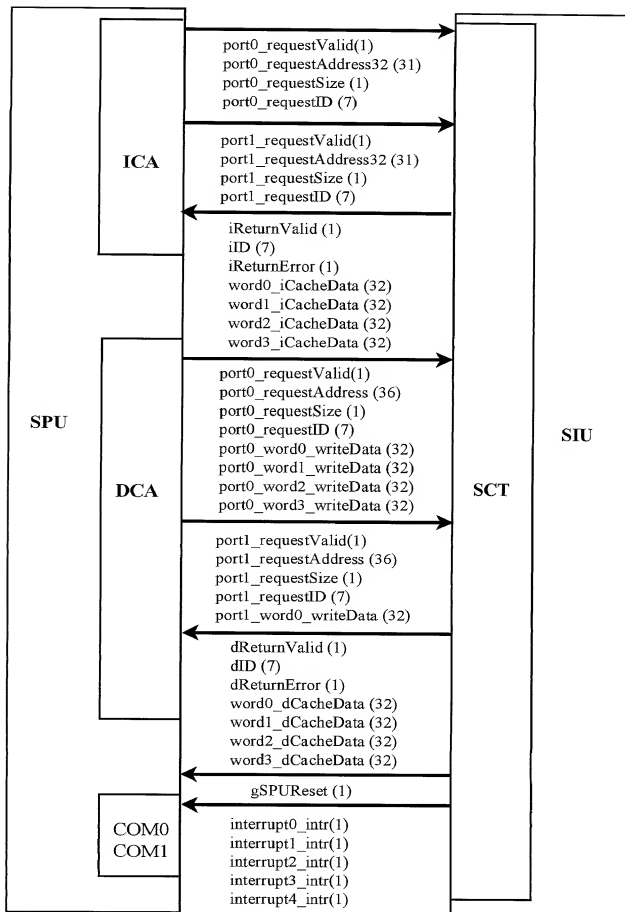 port0_requestValid(1)
port0_requestAddress32 (31)
port0_requestSize (1)
port0_requestID (7)
port1_requestValid(1)
port1_requestAddress32 (31)
port1_requestSize (1)
port1_requestID (7)
ICA
iReturnValid (1)
iID (7)
iReturnError (1)
word0_iCacheData (32)
word1_iCacheData (32)
word2_iCacheData (32)
word3_iCacheData (32)
port0_requestValid(1)
port0_requestAddress (36)
port0_requestSize (1)
port0_requestID (7)
port0_word0_writeData (32)
port0_word1_writeData (32)
port0_word2_writeData (32)
port0_word3_writeData (32)
SPU
DCA
SCT
SIU
port1_requestValid(1)
port1_requestAddress (36)
port1_requestSize (1)
port1_requestID (7)
port1_word0_writeData (32)
dReturnValid (1)
dID (7)
dReturnError (1)
word0_dCacheData (32)
word1_dCacheData (32)
word2_dCacheData (32)
word3_dCacheData (32)
gSPUReset (1)
COM0
COM1
interrupt0_intr(1)
interrupt1_intr(1)
interrupt2_intr(1)
interrupt3_intr(1)
interrupt4_intr(1)